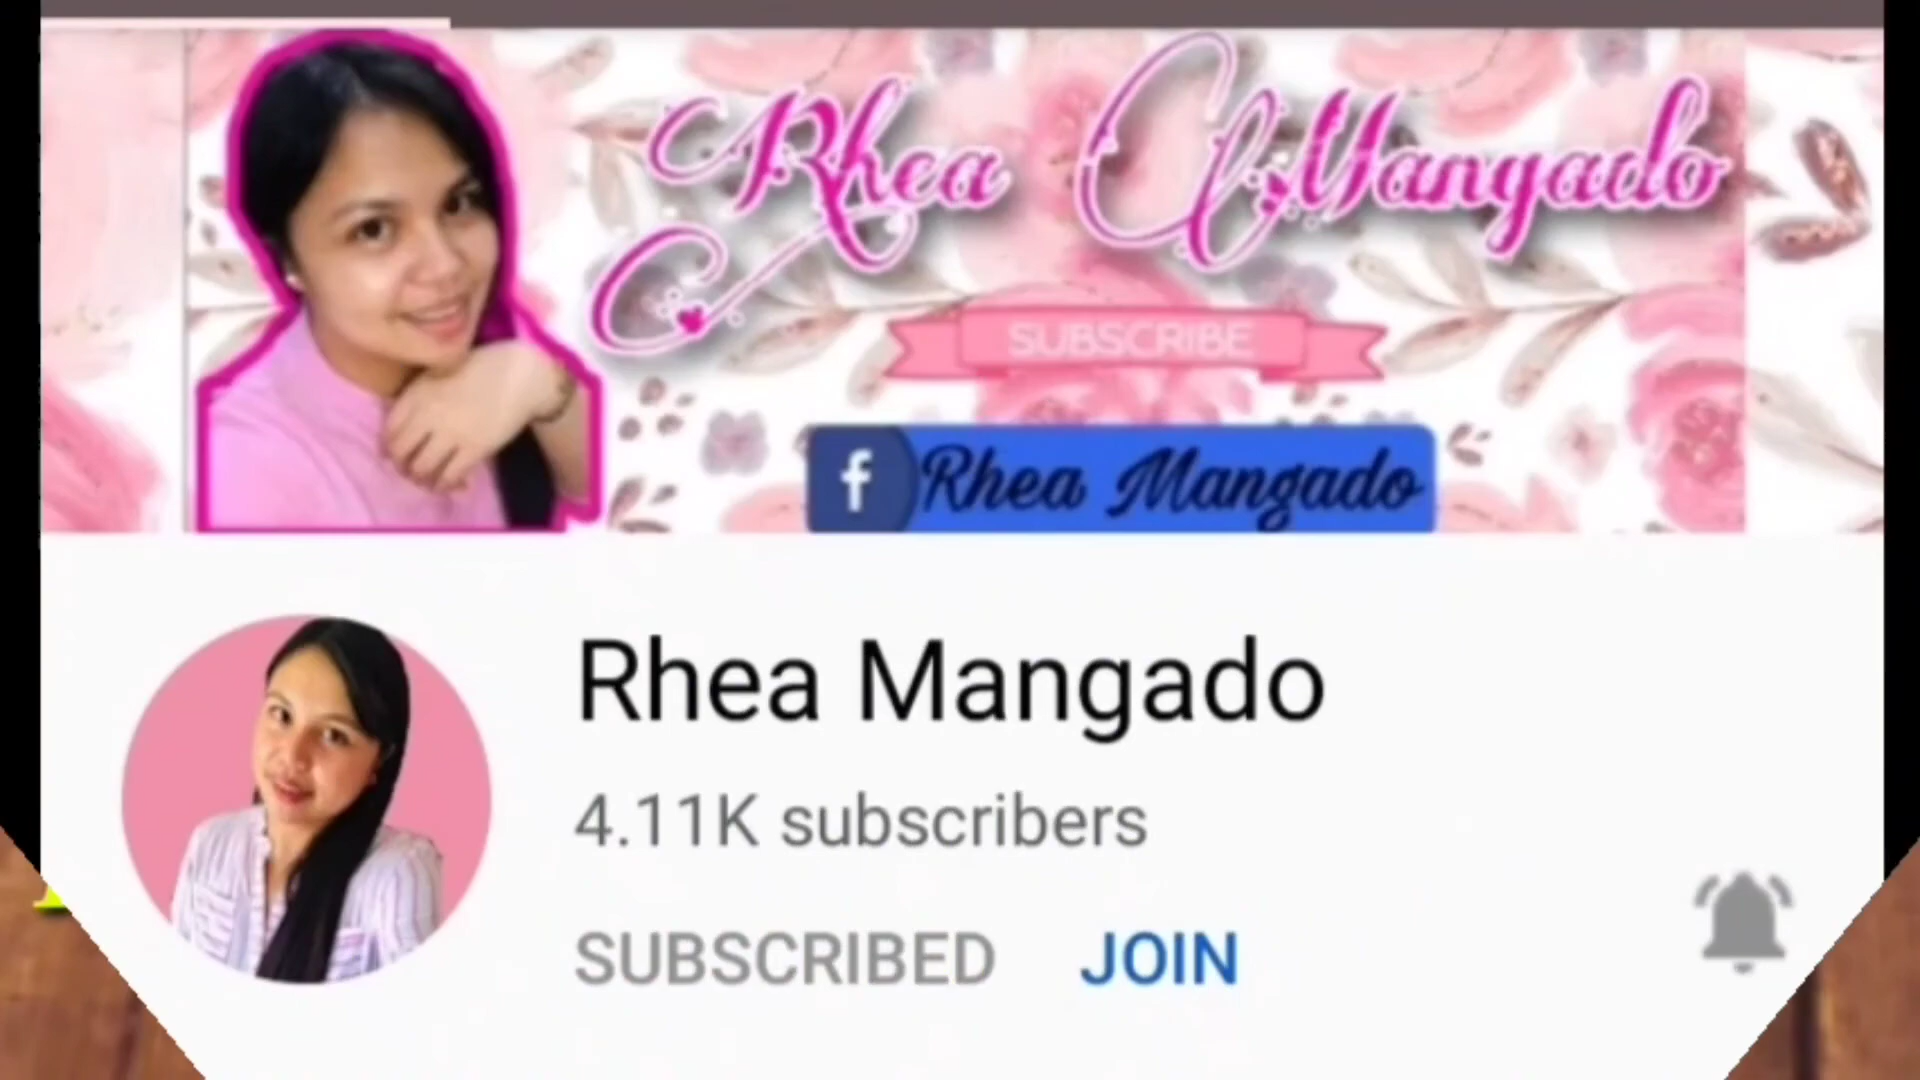 Rhea Mangado
SUBSCRIBE
f Rhea Mangado
Rhea Mangado
4.11K subscribers
SUBSCRIBED JOIN